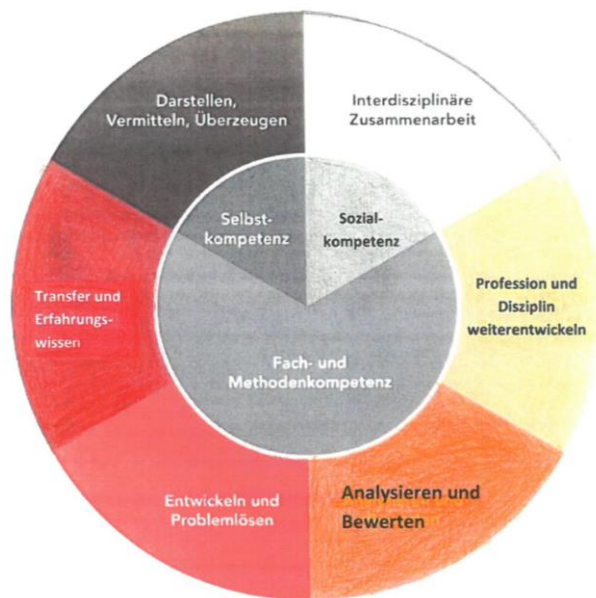 Darstellen,
Vermitteln, Überzeugen
Interdisziplinäre
Zusammenarbeit
Selbst-
kompetenz
Sozial-
kompetenz
Transfer und
Erfahrungs-
wissen
Profession und
Disziplin
weiterentwickeln
Fach- und
Methodenkompetenz
Entwickeln und
Problemlösen
Analysieren und
Bewerten